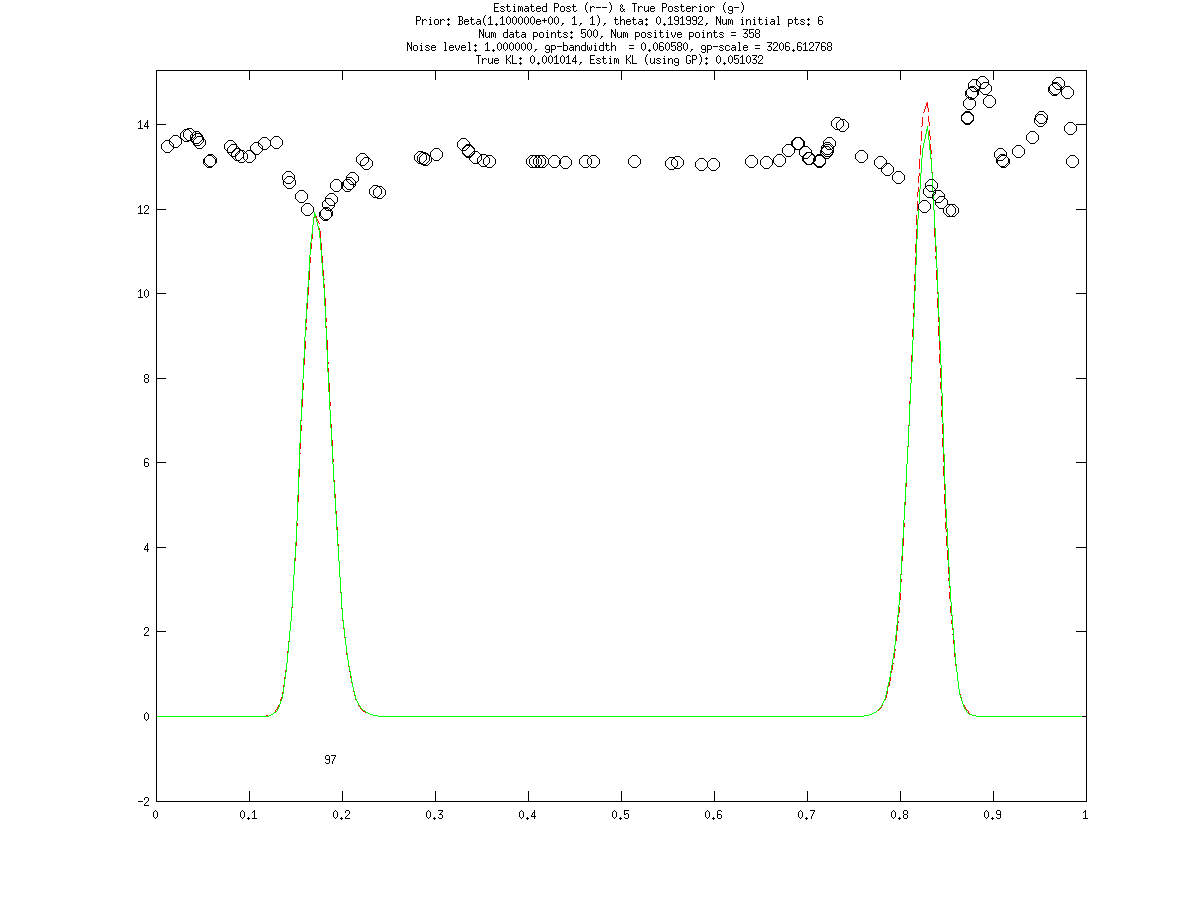 Estimated Post (r--) & True Posterior (g-)
Prior: Beta(1.100000e+00, 1, 1), theta: 0.191992, Num initial pts: 6
Num data points: 500, Num positive points = 358
Noise level: 1.000000, gp-bandwidth = 0.060580, gp-scale = 3206.612768
True KL: 0.001014, Estim KL (using GP): 0.051032
14
12
10
8
6
4
2
0
97
-2
0 0.1 0.2 0.3 0.4 0.5 0.6 0.7 0.8 0.9 1